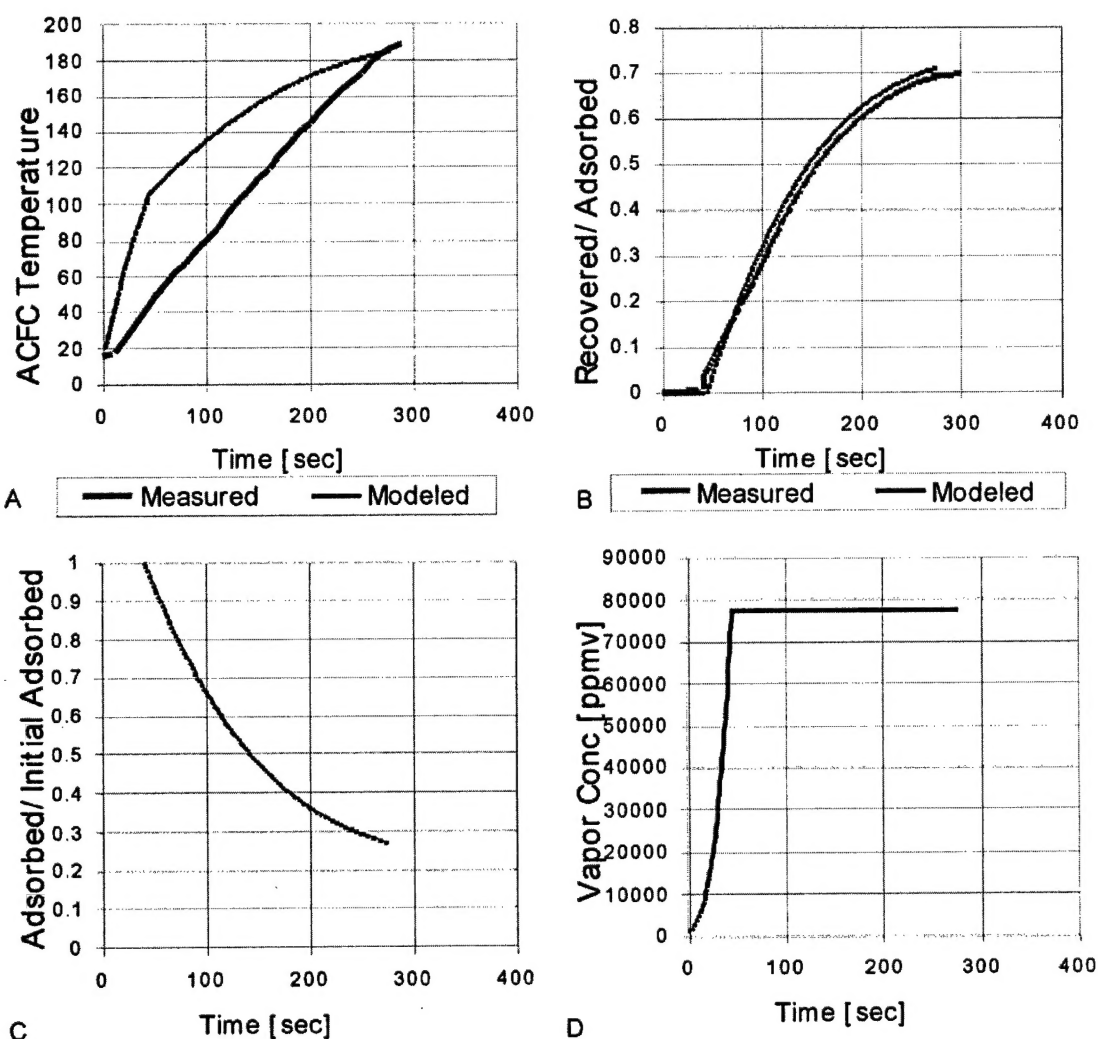 200
180
160
140
120
100
80
60
40
20
0
ACFC Temperature
0 100 200 300 400
Time [sec]
A
Measured Modeled
0.8
0.7
0.6
0.5
0.4
0.3
0.2
0.1
0
Recovered/ Adsorbed
0 100 200 300 400
Time [sec]
B
Measured Modeled
1
0.9
0.8
0.7
0.6
0.5
0.4
0.3
0.2
0.1
0
Adsorbed/ Initial Adsorbed
0 100 200 300 400
Time [sec]
C
90000
80000
70000
60000
50000
40000
30000
20000
10000
0
Vapor Conc [ppmv]
0 100 200 300 400
Time [sec]
D